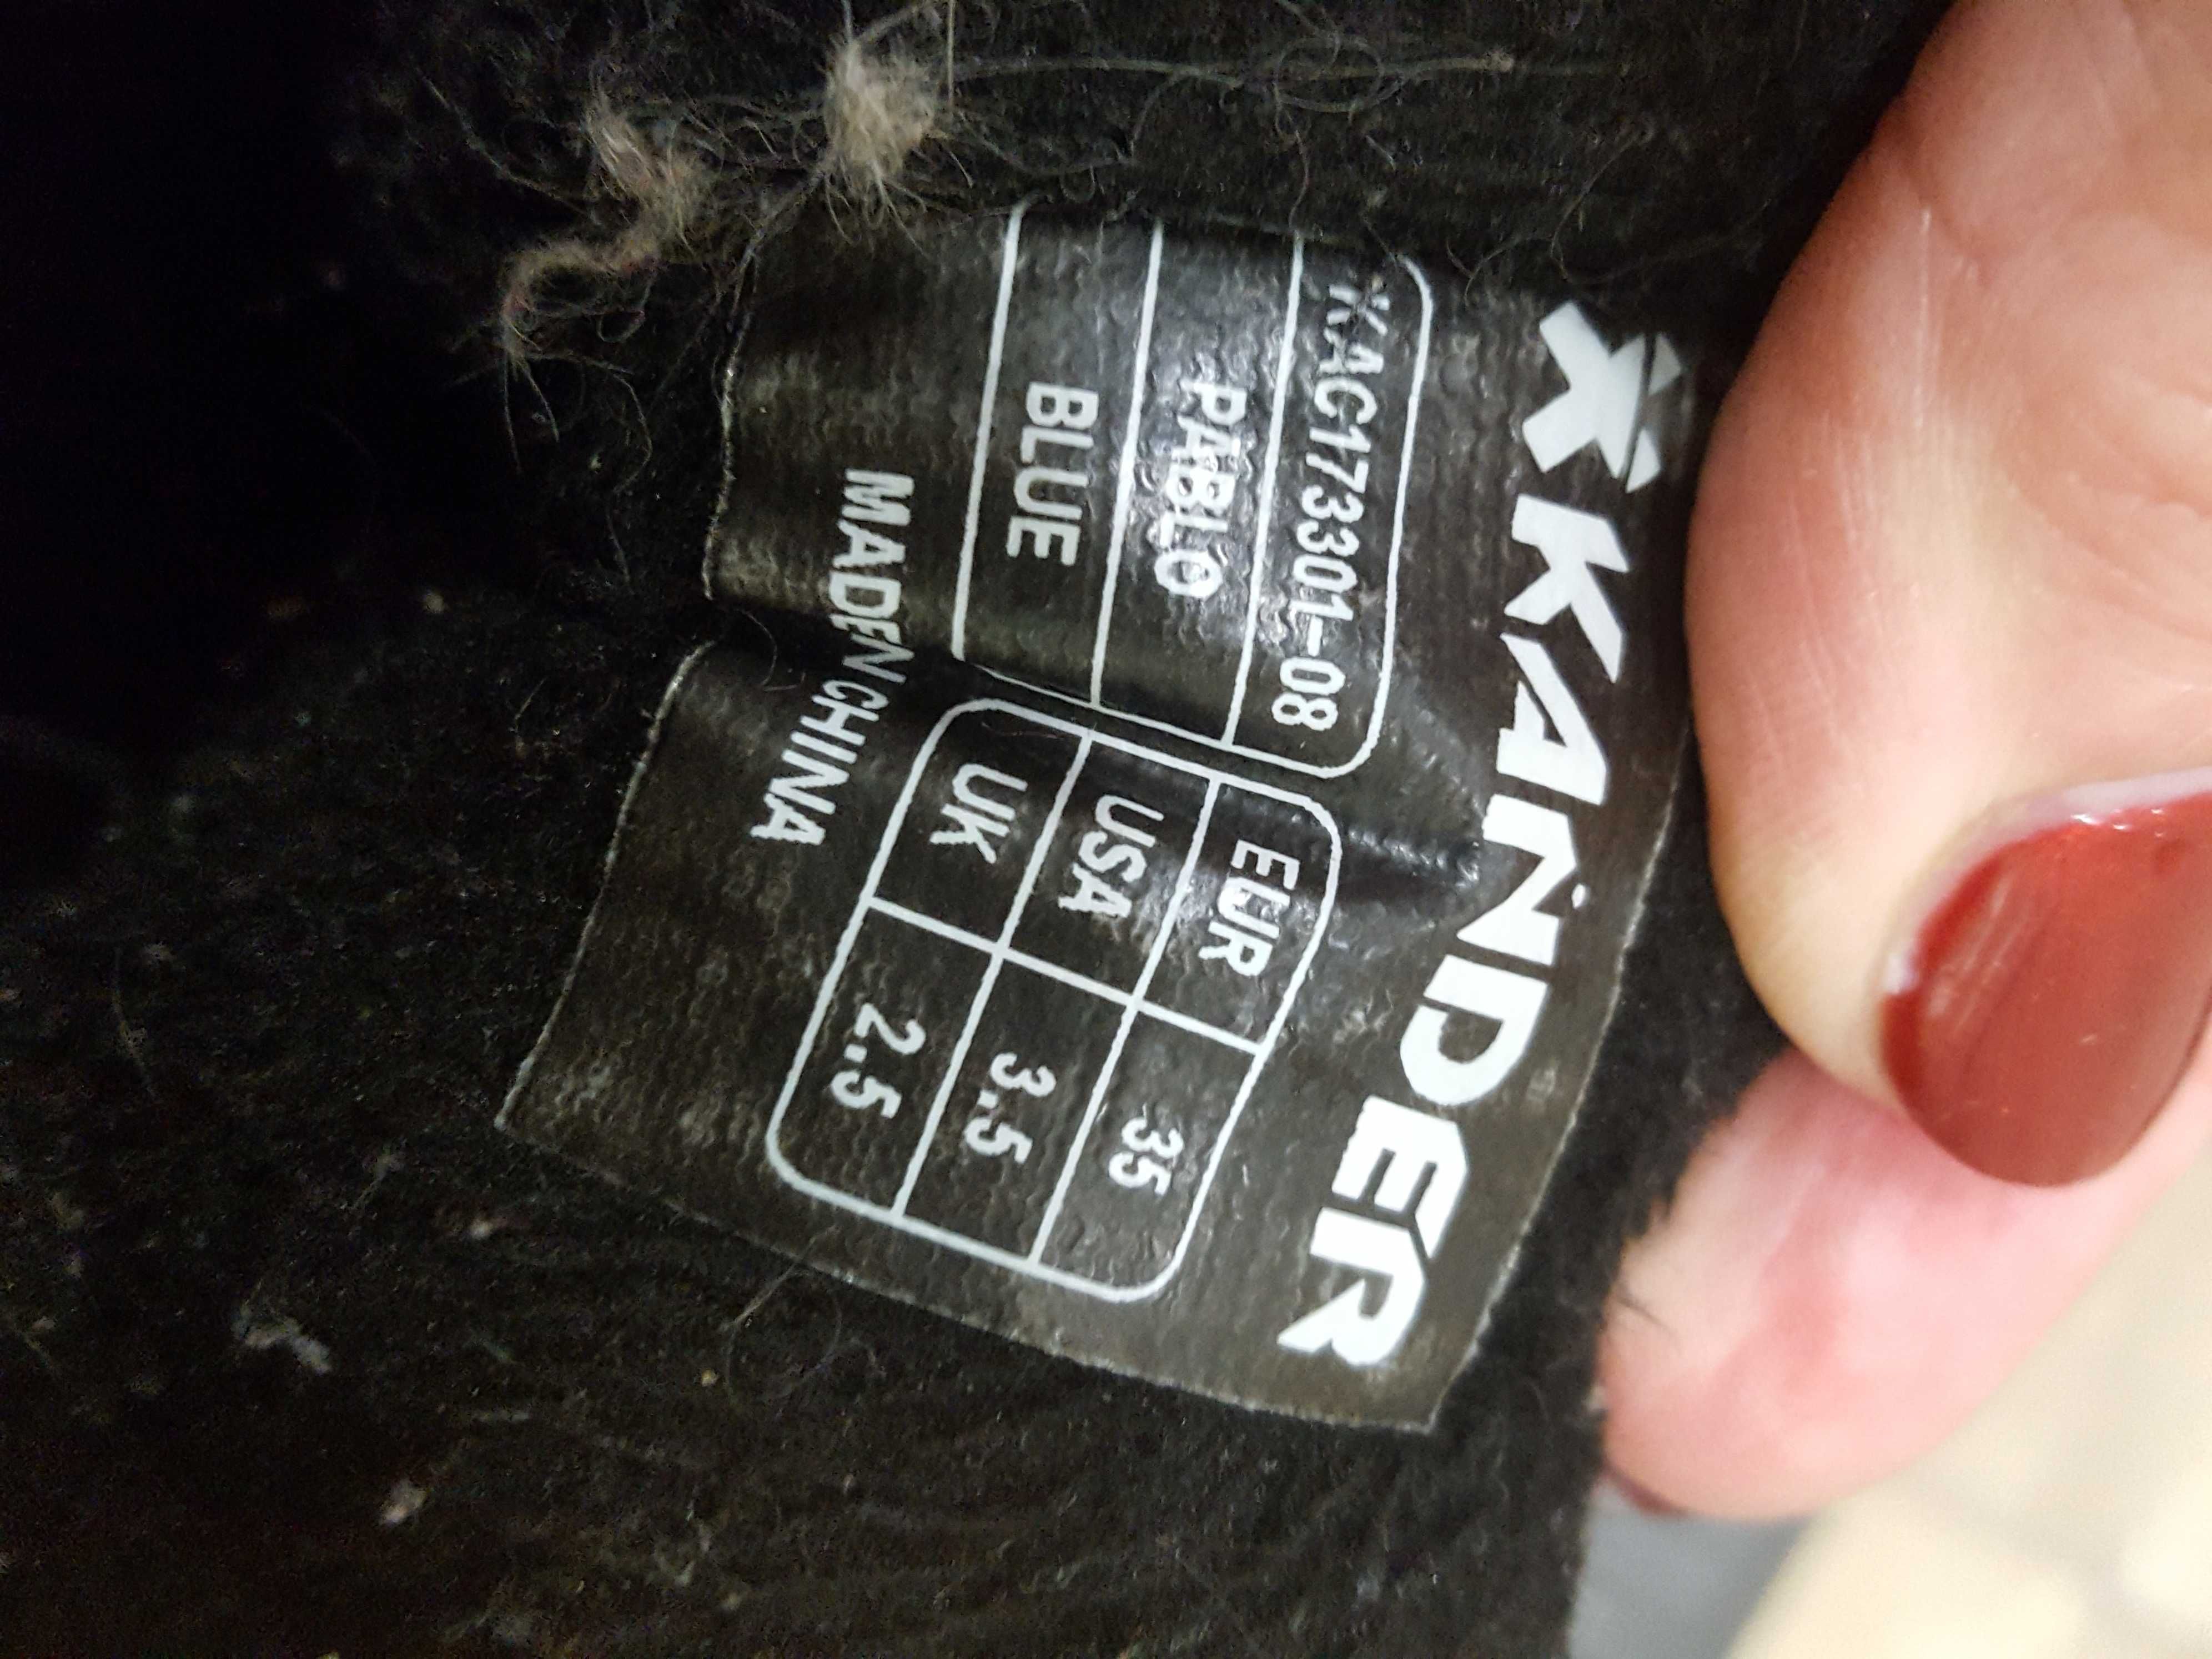 KANDER
KAC173301-08
PABLO
BLUE
EUR 35
USA 3.5
UK 2.5
MADE IN CHINA